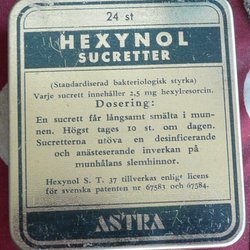 24 st
HEXYNOL
SUCRETTER
(Standardiserad bakteriologisk styrka)
Varje sucrett innehåller 2,5 mg hexylresorcin.
Dosering:
En sucrett får långsamt smälta i mun-
nen. Högst tages 10 st. om dagen.
Sucretterna utöva en desinficerande
och anästeserande inverkan på
munhålans slemhinnor.
Hexynol S. T. 37 tillverkas enligt licens
för svenska patenten nr 67583 och 67584.
ASTRA